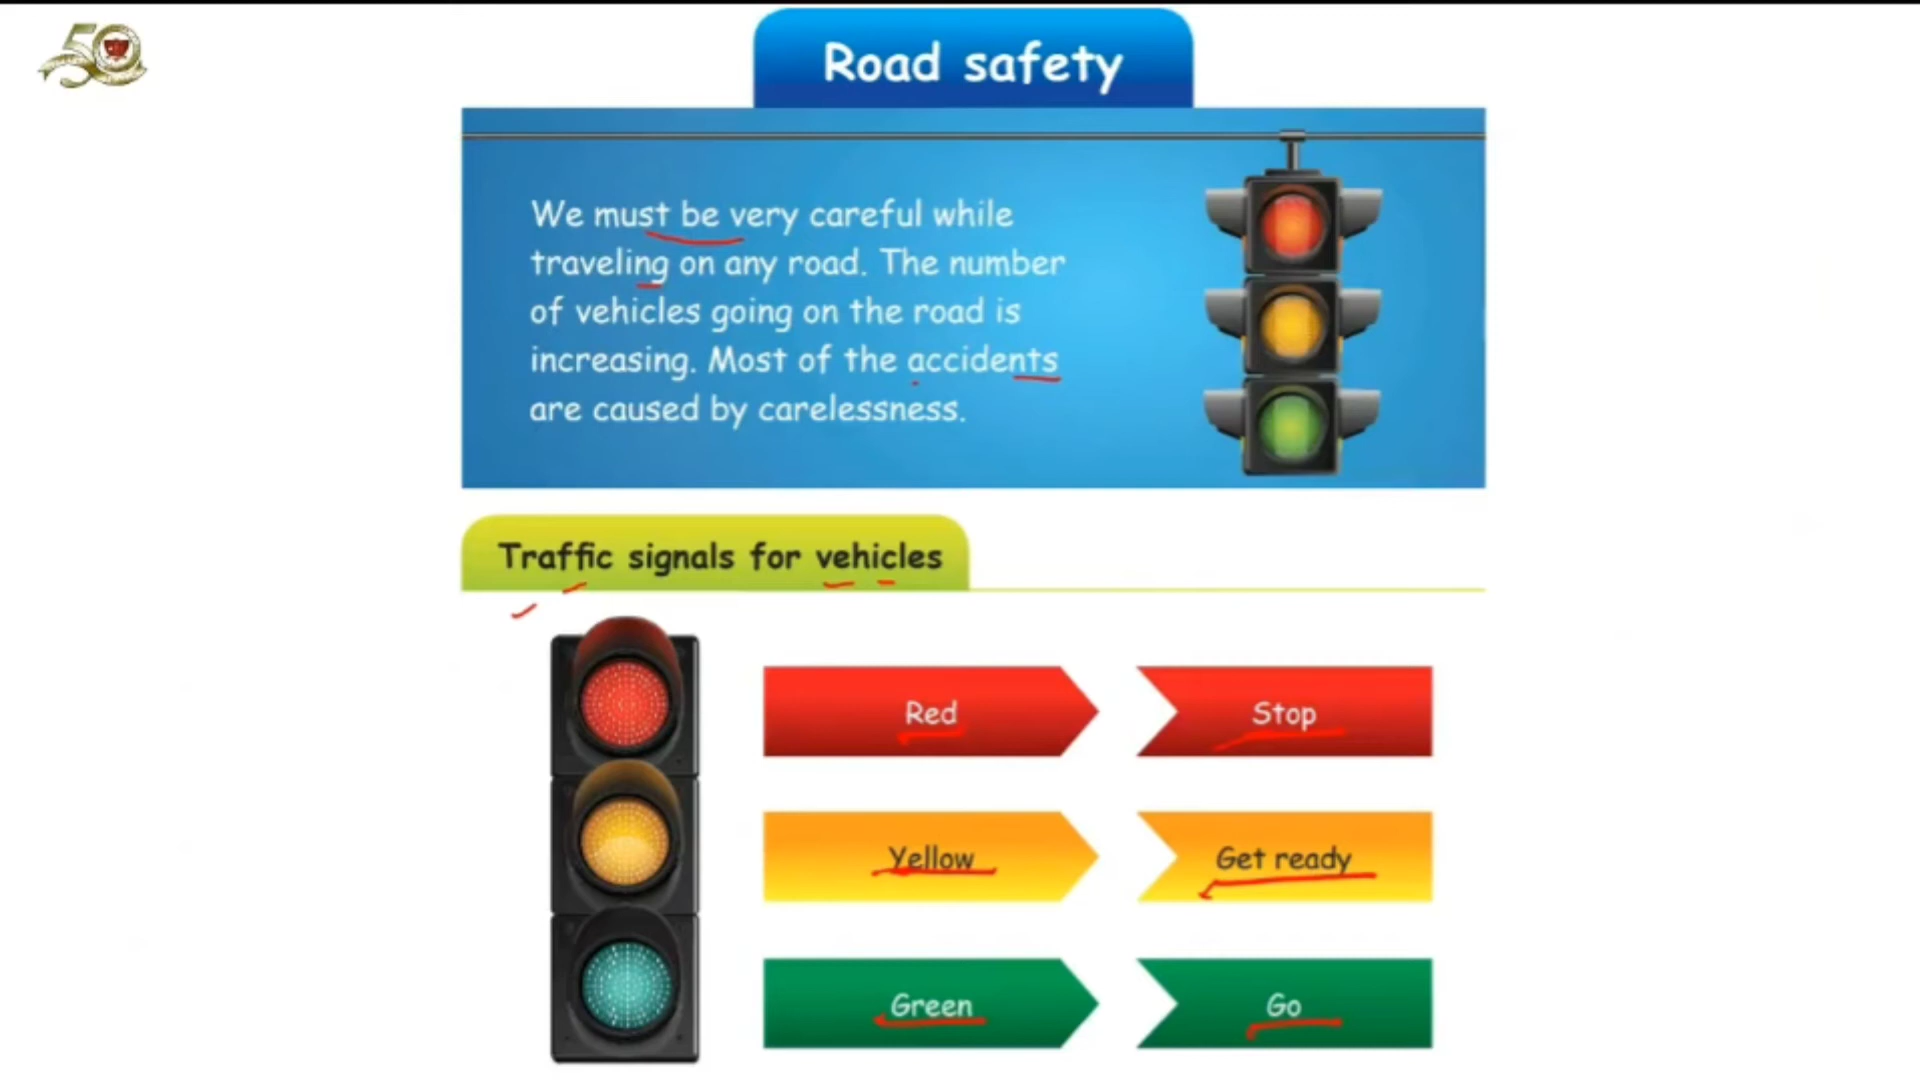 50
Road safety
We must be very careful while
traveling on any road. The number
of vehicles going on the road is
increasing. Most of the accidents
are caused by carelessness.
Traffic signals for vehicles
Red
Stop
Yellow
Get ready
Green
Go